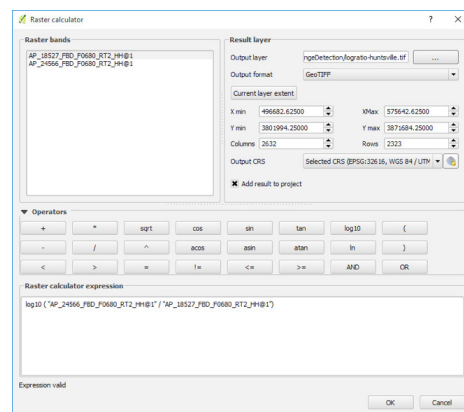 Raster calculator ? X
Raster bands
AP_18527_FBD_F0680_RT2_HH@1
AP_24566_FBD_F0680_RT2_HH@1
Result layer
Output layer ngeDetection/logratio-huntsville.tif ...
Output format GeoTIFF
Current layer extent
X min 496682.62500 XMax 575642.62500
Y min 3801994.25000 Y max 3871684.25000
Columns 2632 Rows 2323
Output CRS Selected CRS (EPSG:32616, WGS 84 / UTM
Add result to project
Operators
+ * sqrt cos sin tan log10 (
- / ^ acos asin atan ln )
< > = != <= >= AND OR
Raster calculator expression
log10 ( "AP_24566_FBD_F0680_RT2_HH@1" / "AP_18527_FBD_F0680_RT2_HH@1")
Expression valid
OK Cancel